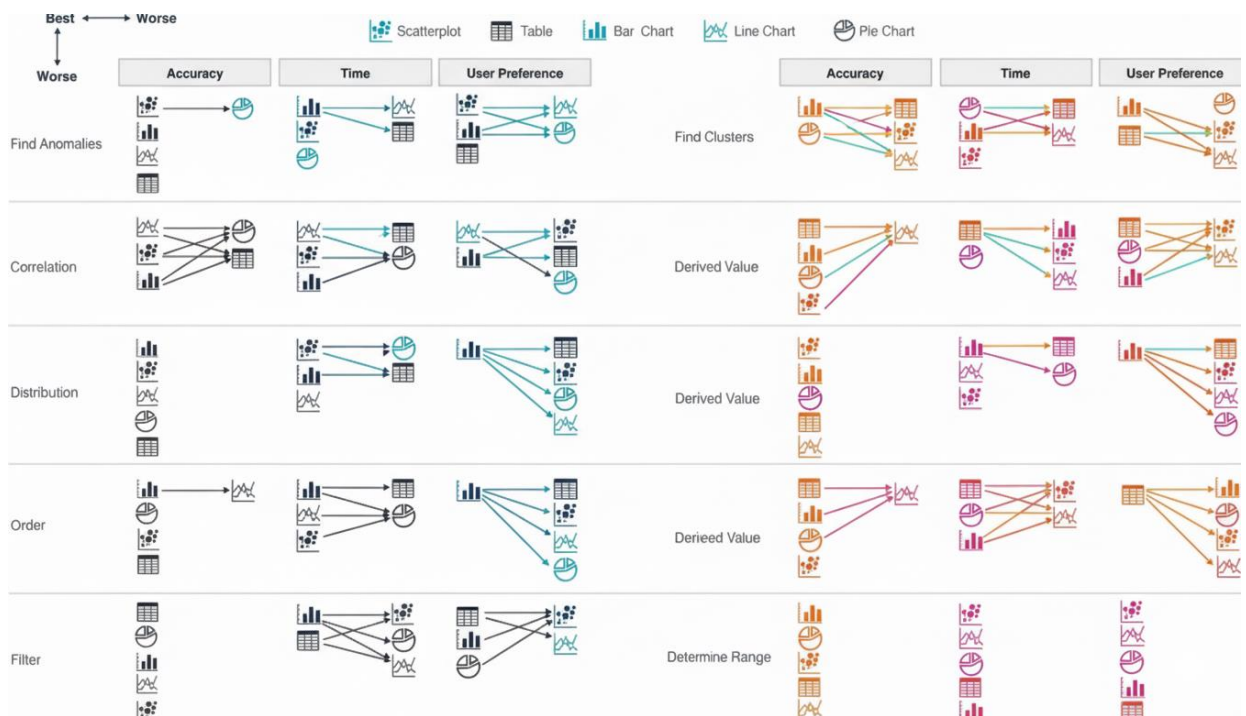 Best Worse
Worse
Scatterplot Table Bar Chart Line Chart Pie Chart
Accuracy Time User Preference Accuracy Time User Preference
Find Anomalies Find Clusters
Correlation Derived Value
Distribution Derived Value
Order Derieed Value
Filter Determine Range